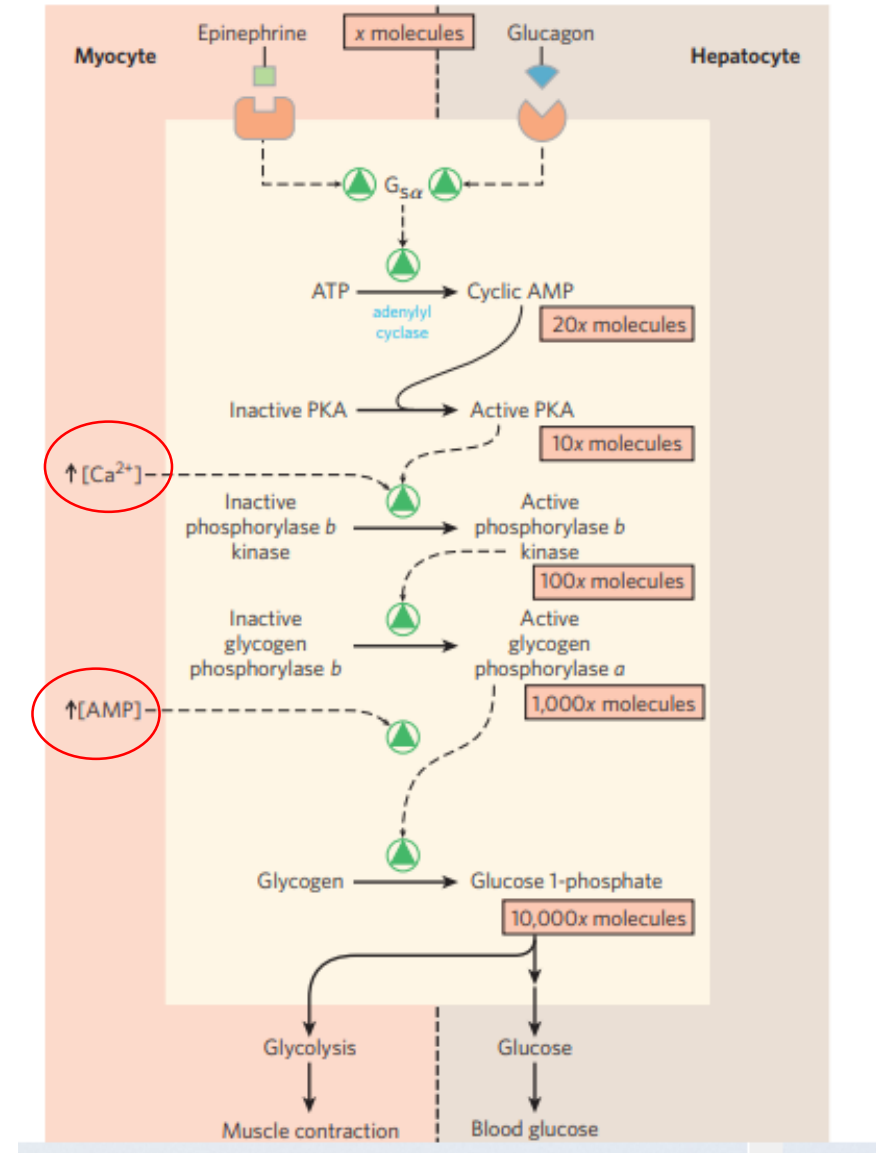 Epinephrine
x molecules
Glucagon
Myocyte
Hepatocyte
Gsα
ATP
Cyclic AMP
adenylyl
cyclase
20x molecules
Inactive PKA
Active PKA
10x molecules
↑[Ca²⁺]
Inactive
phosphorylase b
kinase
Active
phosphorylase b
kinase
100x molecules
Inactive
glycogen
phosphorylase b
Active
glycogen
phosphorylase a
1,000x molecules
↑[AMP]
Glycogen
Glucose 1-phosphate
10,000x molecules
Glycolysis
Glucose
Muscle contraction
Blood glucose